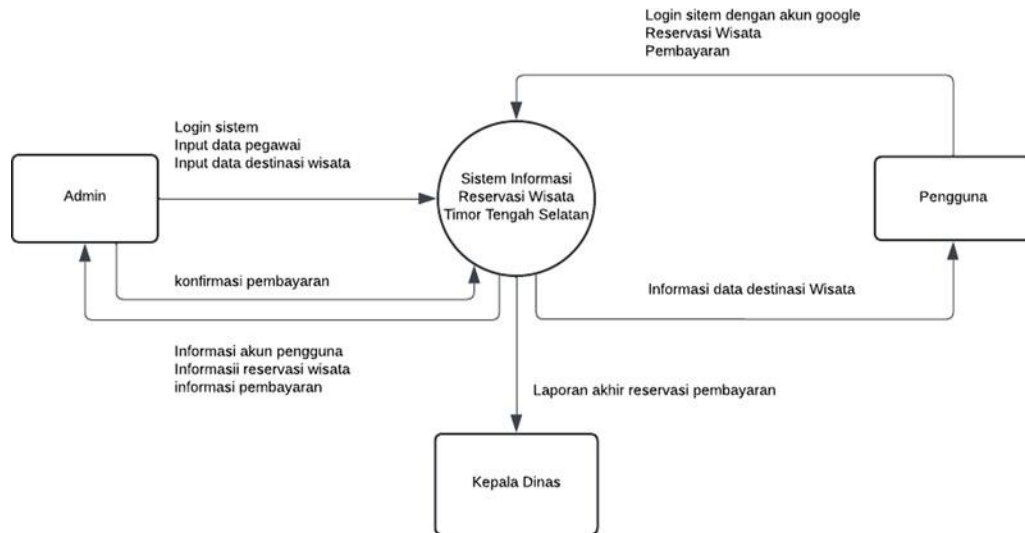 Login sitem dengan akun google
Reservasi Wisata
Pembayaran
Login sistem
Input data pegawai
Input data destinasi wisata
Admin
Sistem Informasi
Reservasi Wisata
Timor Tengah Selatan
Pengguna
konfirmasi pembayaran
Informasi data destinasi Wisata
Informasi akun pengguna
Informasii reservasi wisata
informasi pembayaran
Laporan akhir reservasi pembayaran
Kepala Dinas